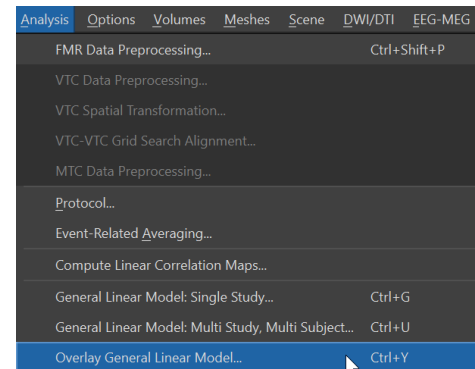 Analysis Options Volumes Meshes Scene DWI/DTI EEG-MEG
FMR Data Preprocessing... Ctrl+Shift+P
VTC Data Preprocessing...
VTC Spatial Transformation...
VTC-VTC Grid Search Alignment...
MTC Data Preprocessing...
Protocol...
Event-Related Averaging...
Compute Linear Correlation Maps...
General Linear Model: Single Study... Ctrl+G
General Linear Model: Multi Study, Multi Subject... Ctrl+U
Overlay General Linear Model... Ctrl+Y